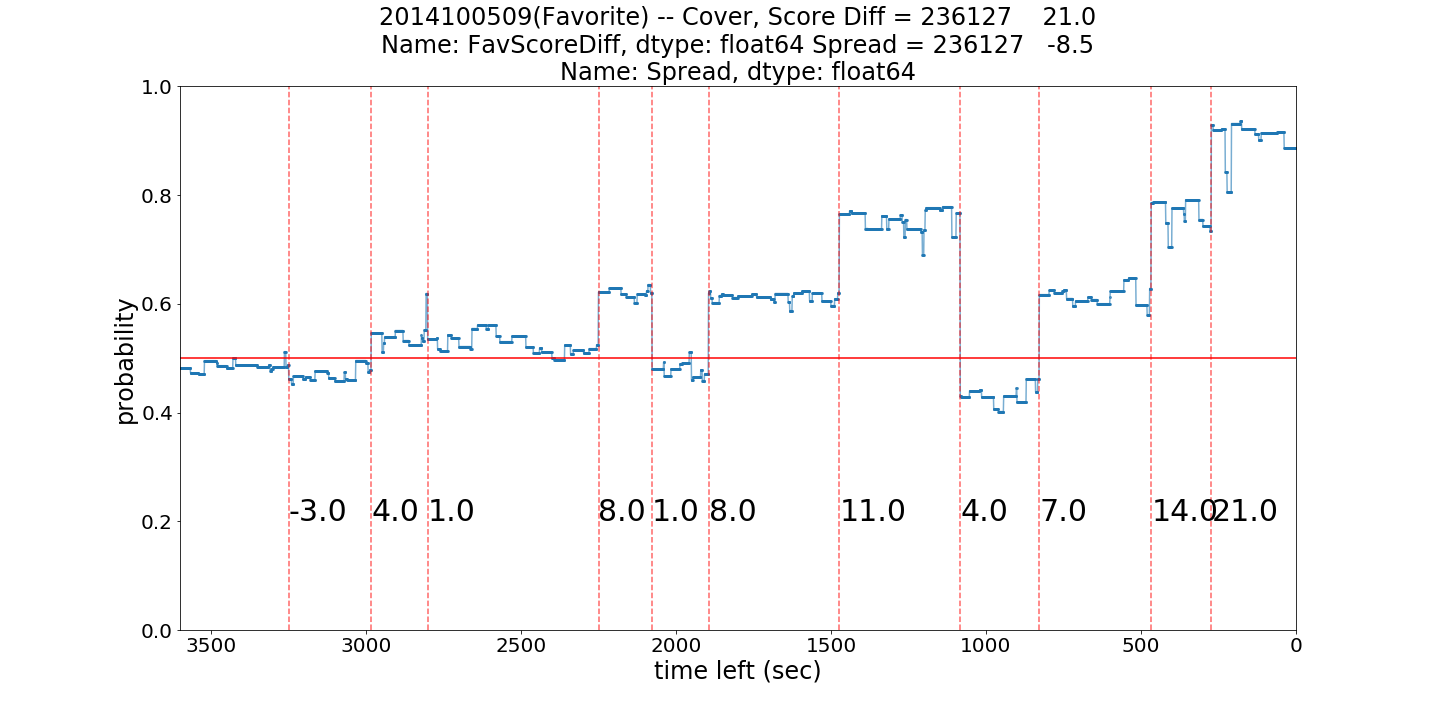 2014100509(Favorite) -- Cover, Score Diff = 236127    21.0
Name: FavScoreDiff, dtype: float64 Spread = 236127   -8.5
Name: Spread, dtype: float64
1.0
0.8
0.6
0.4
0.2
0.0
probability
-3.0 4.0 1.0 8.0 1.0 8.0 11.0 4.0 7.0 14.0 21.0
3500 3000 2500 2000 1500 1000 500 0
time left (sec)